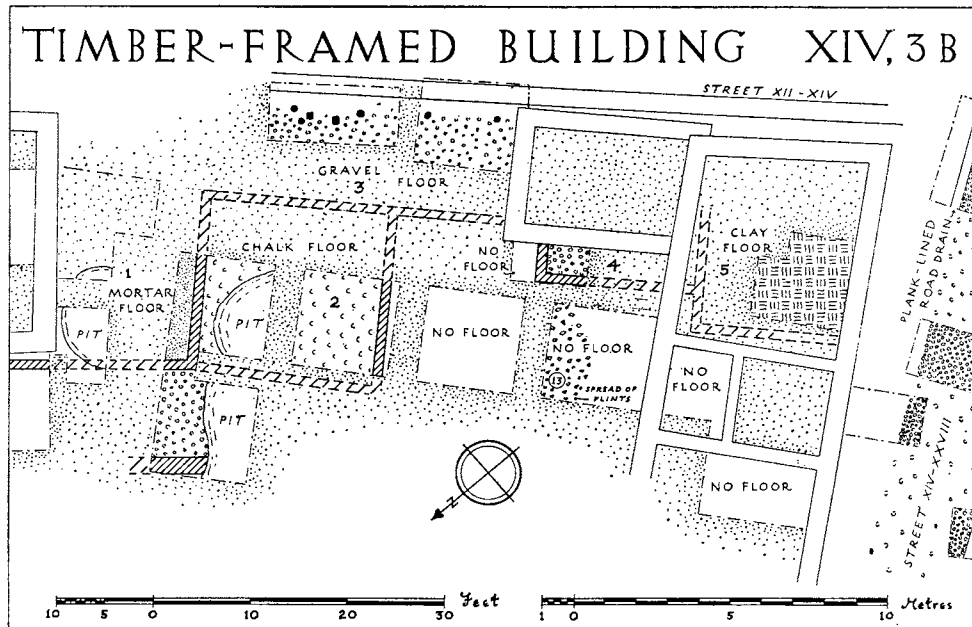 TIMBER-FRAMED BUILDING XIV, 3 B
STREET XII-XIV
GRAVEL FLOOR
3
CHALK FLOOR
NO
FLOOR
CLAY
FLOOR
4
5
1
MORTAR
FLOOR
2
PIT
PIT
NO FLOOR
NO FLOOR
PLANK-LINED
ROAD DRAIN
13
SPREAD OF
FLINTS
NO
FLOOR
PIT
NO FLOOR
N
STREET XIV-XXVIII
10 5 0 10 20 30 Feet
1 0 5 10 Metres